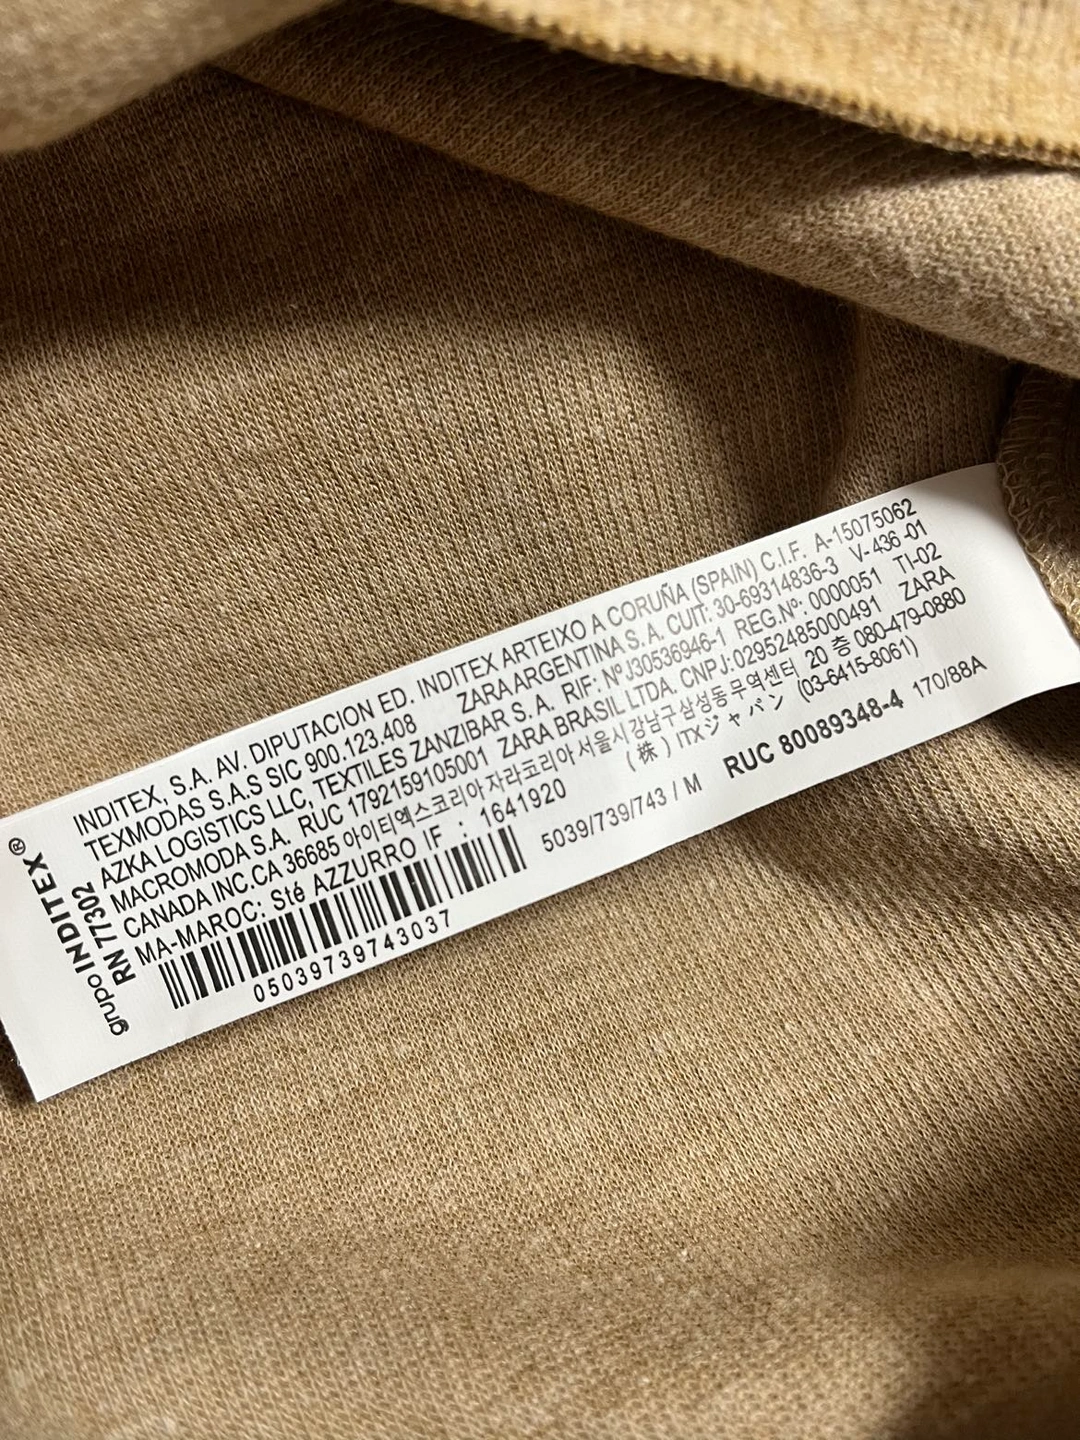 grupo INDITEX®
RN 77302
INDITEX, S.A. AV. DIPUTACION ED. INDITEX ARTEIXO A CORUÑA (SPAIN) C.I.F. A-15075062
TEXMODAS S.A.S SIC 900.123.408 ZARA ARGENTINA S. A. CUIT: 30-69314836-3 V- 436 -01
AZKA LOGISTICS LLC, TEXTILES ZANZIBAR S. A. RIF: Nº J30536946-1 REG.Nº: 0000051 TI-02
MACROMODA S.A. RUC 1792159105001 ZARA BRASIL LTDA. CNPJ:02952485000491 ZARA
CANADA INC.CA 36685 아이티엑스코리아 자라코리아 서울시강남구삼성동무역센터 20 층 080-479-0880
MA-MAROC: Sté AZZURRO IF : 1641920 (株) ITXジャパン (03-6415-8061)
05039739743037
5039/739/743 / M RUC 80089348-4 170/88A